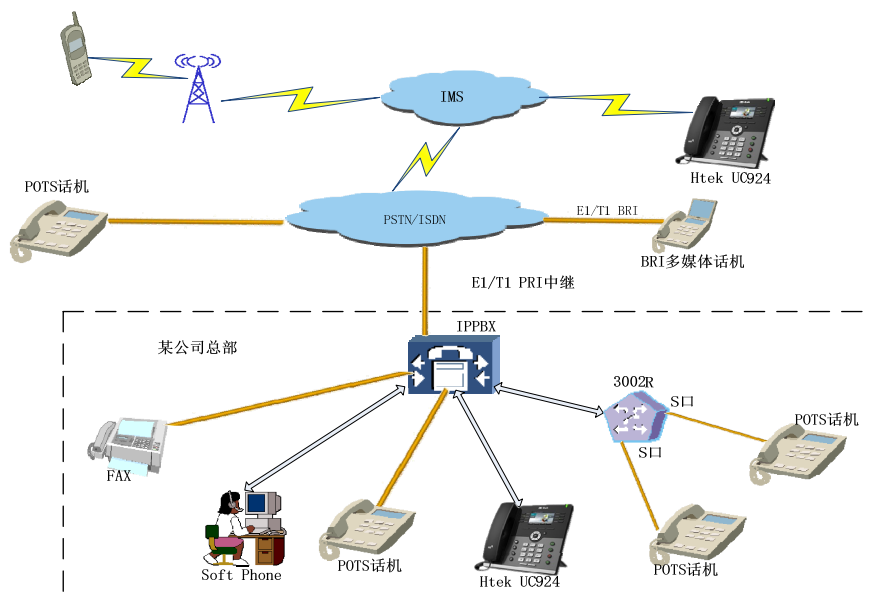 IMS
Htek UC924
POTS话机
PSTN/ISDN
E1/T1 BRI
BRI多媒体话机
E1/T1 PRI中继
IPPBX
某公司总部
3002R
S口
POTS话机
S口
FAX
Soft Phone
POTS话机
Htek UC924
POTS话机